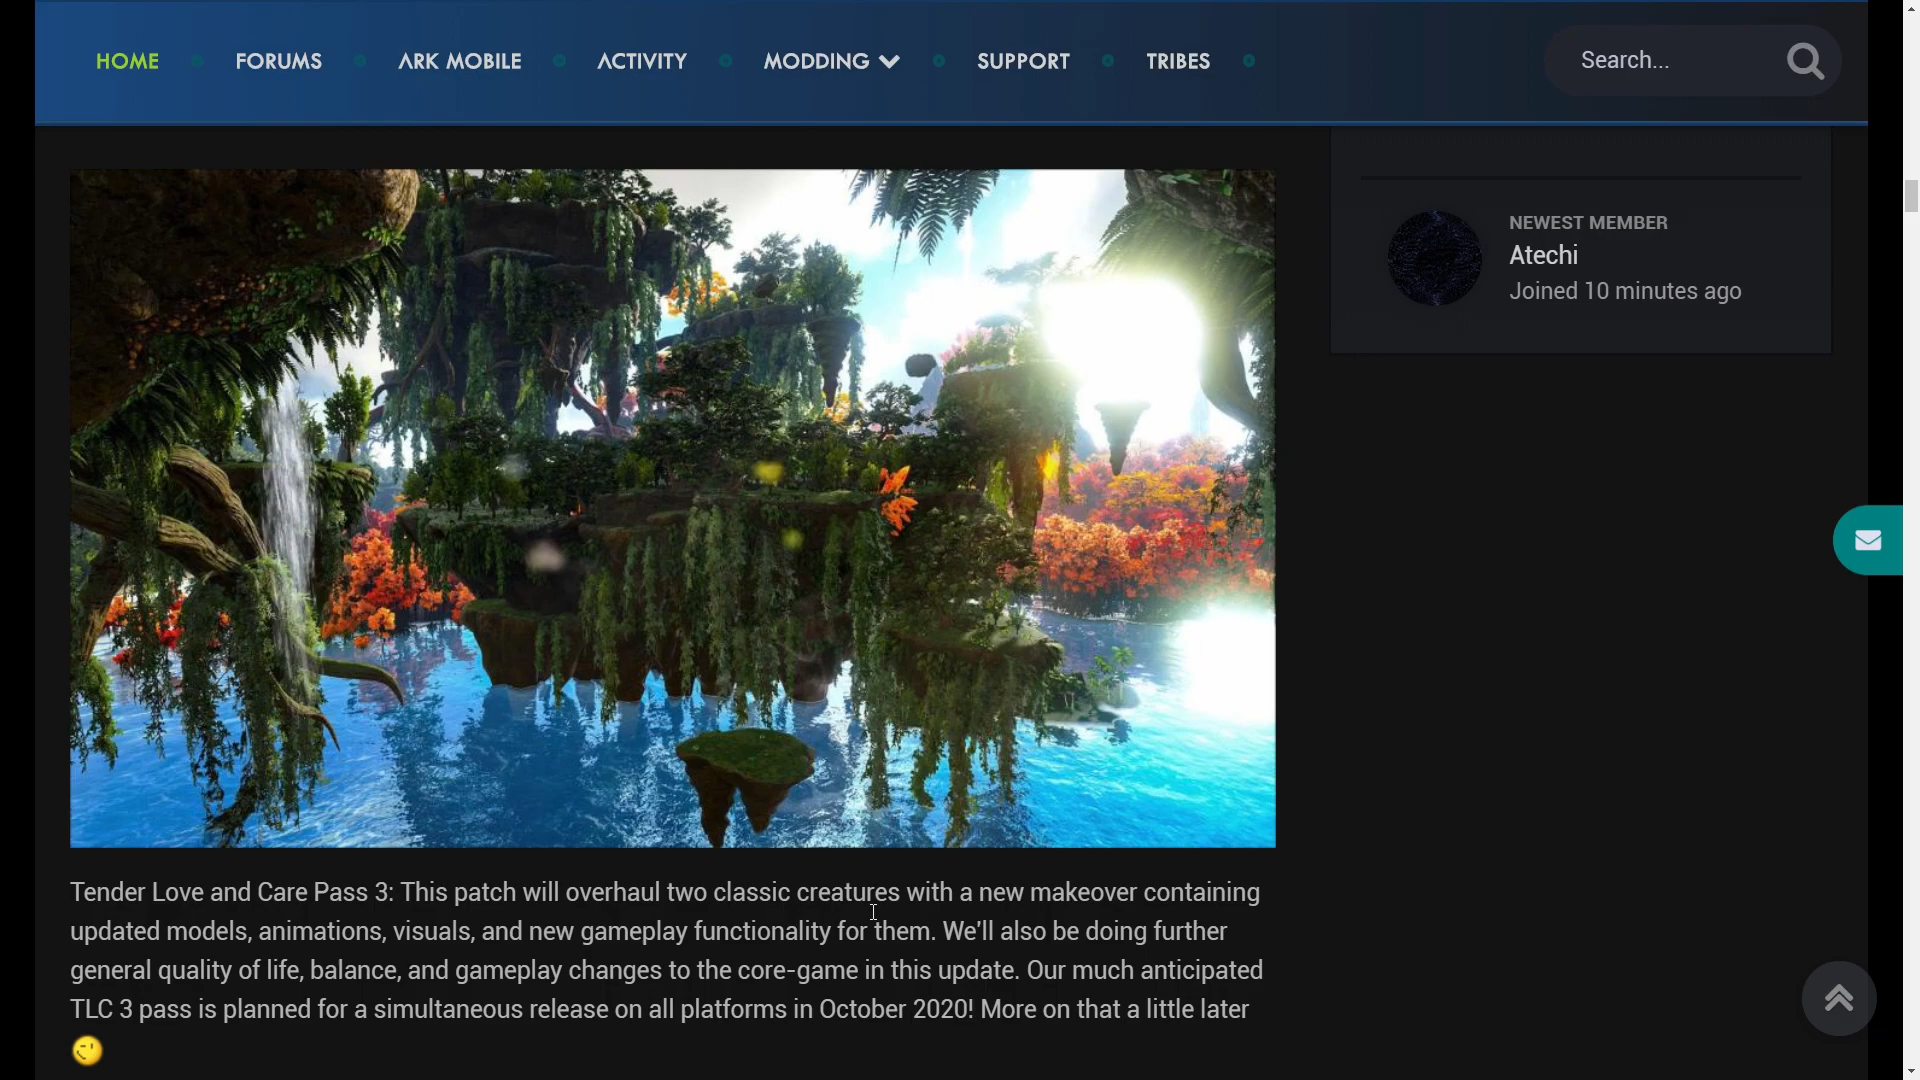 HOME FORUMS ARK MOBILE ACTIVITY MODDING SUPPORT TRIBES Search...
NEWEST MEMBER
Atechi
Joined 10 minutes ago
Tender Love and Care Pass 3: This patch will overhaul two classic creatures with a new makeover containing
updated models, animations, visuals, and new gameplay functionality for them. We'll also be doing further
general quality of life, balance, and gameplay changes to the core-game in this update. Our much anticipated
TLC 3 pass is planned for a simultaneous release on all platforms in October 2020! More on that a little later